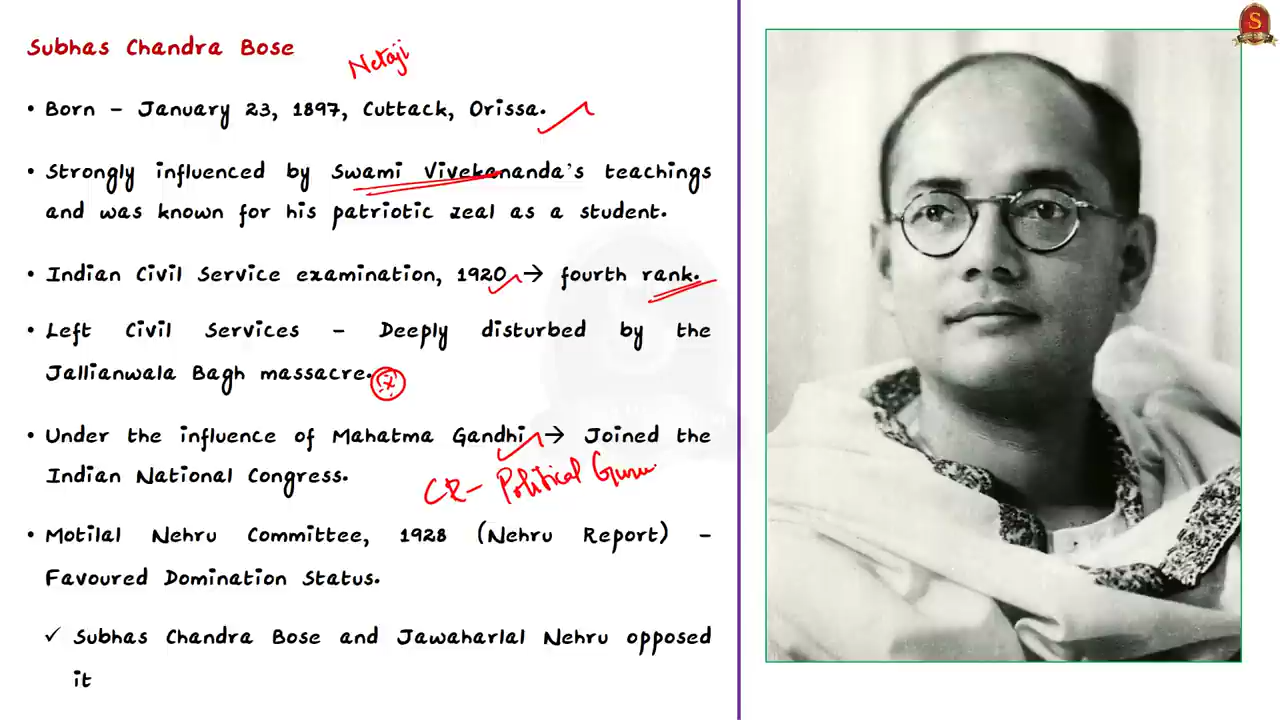 Subhas Chandra Bose
Netaji
• Born – January 23, 1897, Cuttack, Orissa.
• Strongly influenced by Swami Vivekananda's teachings
and was known for his patriotic zeal as a student.
• Indian Civil Service examination, 1920 → fourth rank.
• Left Civil Services – Deeply disturbed by the
Jallianwala Bagh massacre.
• Under the influence of Mahatma Gandhi → Joined the
Indian National Congress.
CR – Political Guru
• Motilal Nehru Committee, 1928 (Nehru Report) –
Favoured Domination Status.
✓ Subhas Chandra Bose and Jawaharlal Nehru opposed
it
S